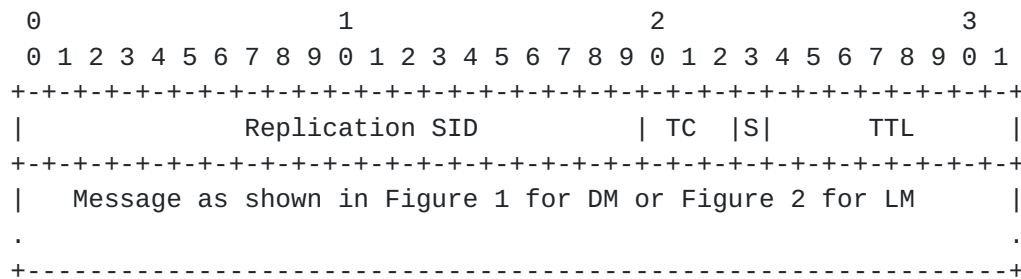 0                   1                   2                   3
 0 1 2 3 4 5 6 7 8 9 0 1 2 3 4 5 6 7 8 9 0 1 2 3 4 5 6 7 8 9 0 1
+-+-+-+-+-+-+-+-+-+-+-+-+-+-+-+-+-+-+-+-+-+-+-+-+-+-+-+-+-+-+-+-+
|              Replication SID          | TC  |S|      TTL      |
+-+-+-+-+-+-+-+-+-+-+-+-+-+-+-+-+-+-+-+-+-+-+-+-+-+-+-+-+-+-+-+-+
|   Message as shown in Figure 1 for DM or Figure 2 for LM      |
.                                                               .
+---------------------------------------------------------------+